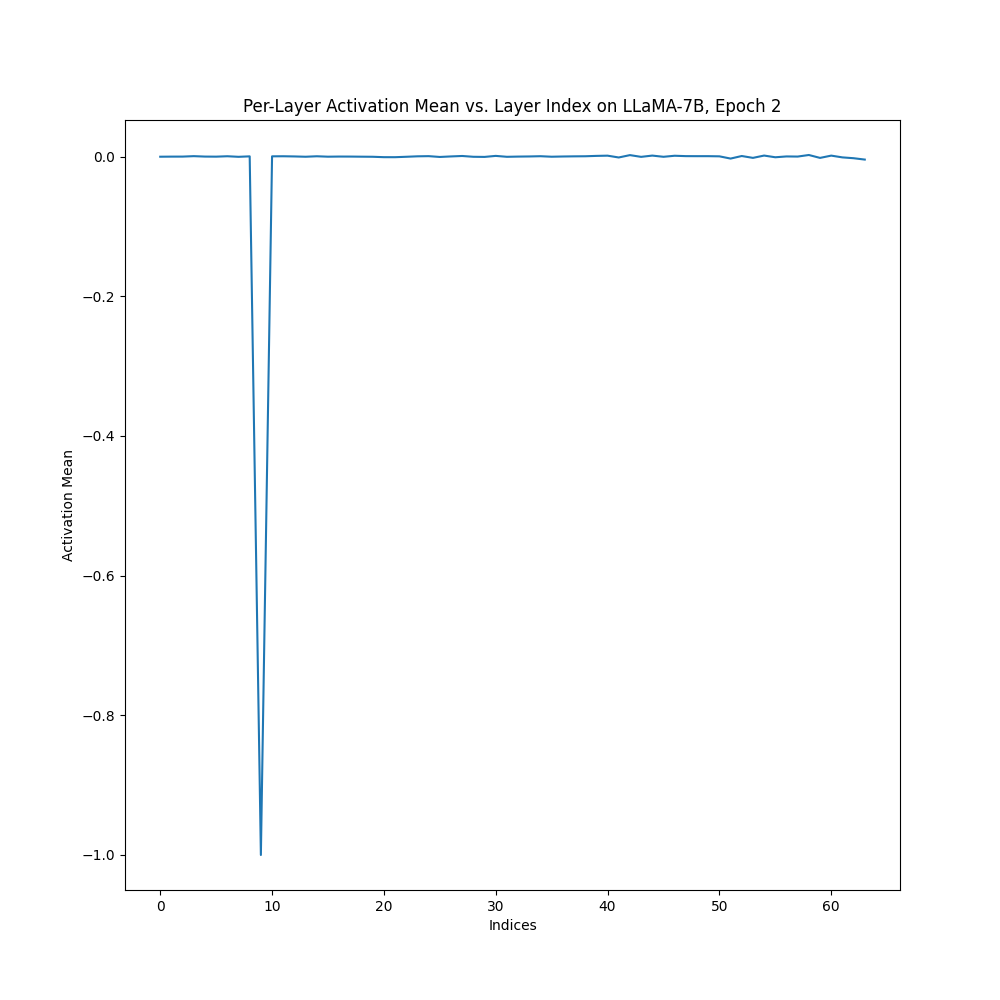 Per-Layer Activation Mean vs. Layer Index on LLaMA-7B, Epoch 2
0.0
−0.2
−0.4
−0.6
−0.8
−1.0
Activation Mean
0 10 20 30 40 50 60
Indices